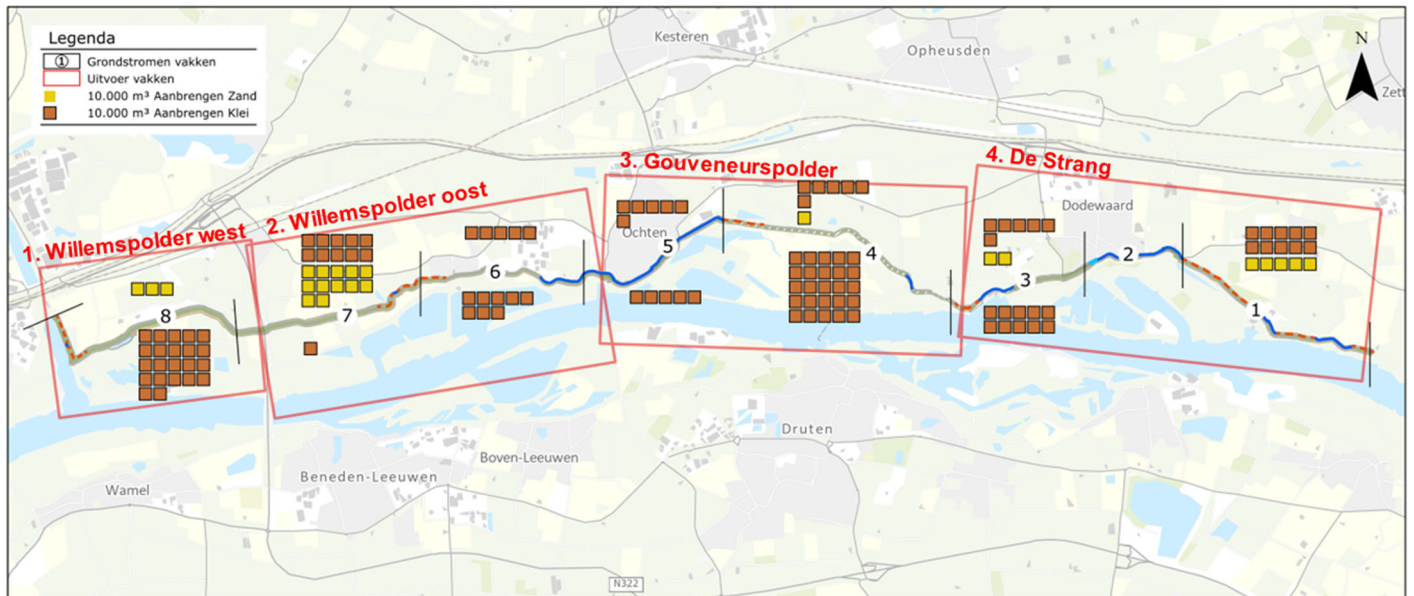 Legenda
① Grondstromen vakken
Uitvoer vakken
10.000 m³ Aanbrengen Zand
10.000 m³ Aanbrengen Klei
Kesteren
Opheusden
N
Zett
1. Willemspolder west
2. Willemspolder oost
3. Gouveneurspolder
4. De Strang
Dodewaard
Ochten
8
7
6
5
4
3
2
1
Druten
Boven-Leeuwen
Beneden-Leeuwen
Wamel
N322